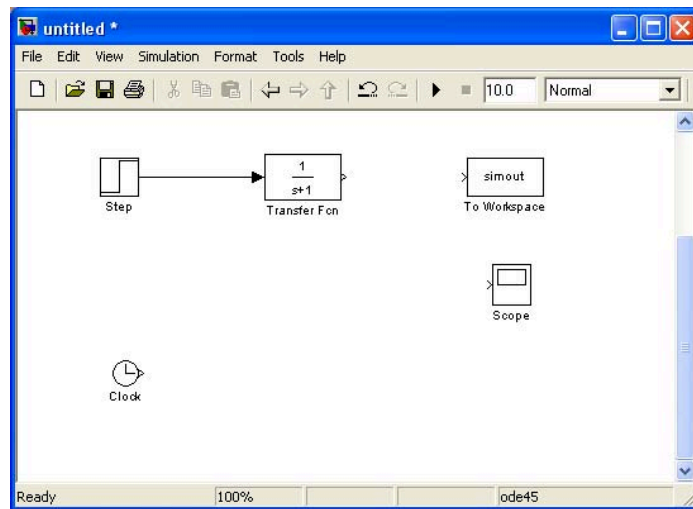 untitled *
File Edit View Simulation Format Tools Help
10.0 Normal
1
s+1
simout
Step
Transfer Fcn
To Workspace
Scope
Clock
Ready 100% ode45